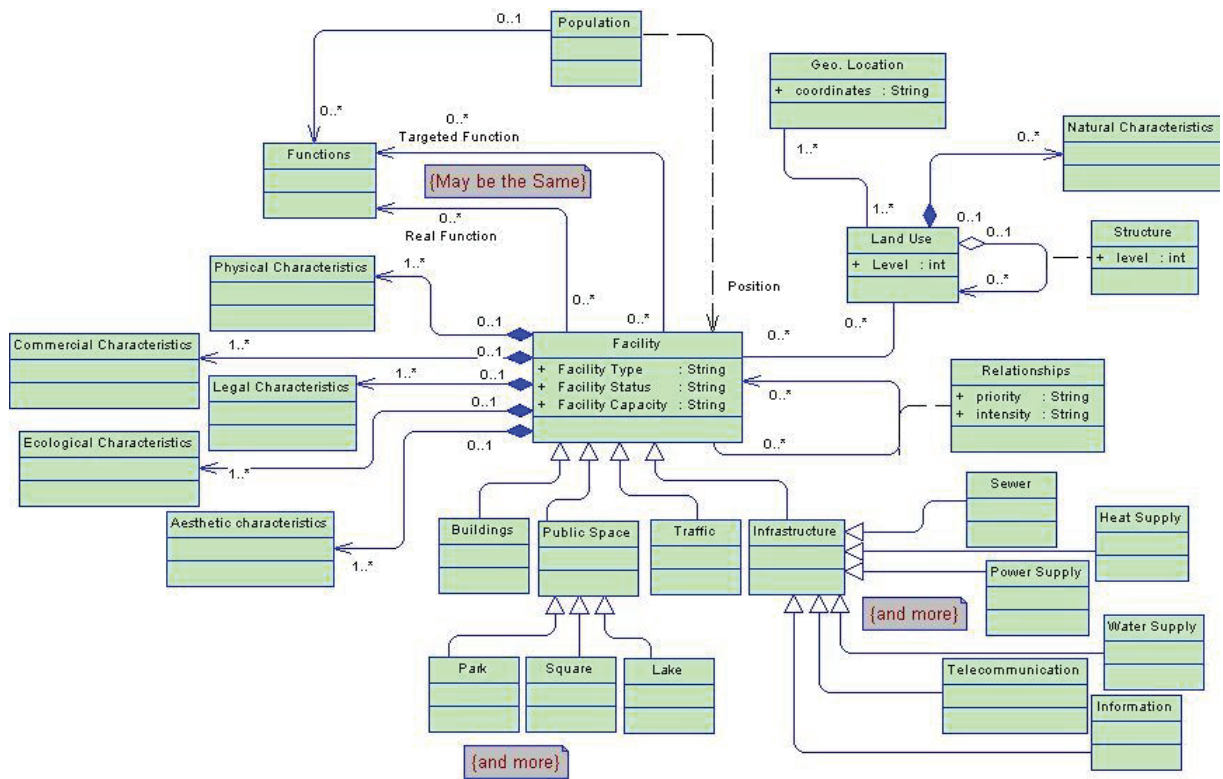 0..1
Population
Geo. Location
+ coordinates : String
0..*
0..*
Targeted Function
Functions
{May be the Same}
0..*
Real Function
1..*
1..*
0..*
Natural Characteristics
0..1
0..1
Land Use
+ Level : int
0..*
Structure
+ level : int
Physical Characteristics
1..*
0..1
Position
0..*
0..*
0..*
0..*
Commercial Characteristics
1..*
0..1
Facility
+ Facility Type : String
+ Facility Status : String
+ Facility Capacity : String
Legal Characteristics
1..*
0..1
0..*
0..*
Relationships
+ priority : String
+ intensity : String
Ecological Characteristics
1..*
0..1
0..1
Aesthetic characteristics
1..*
Buildings
Public Space
Traffic
Infrastructure
Sewer
Heat Supply
Power Supply
{and more}
Water Supply
Park
Square
Lake
Telecommunication
Information
{and more}